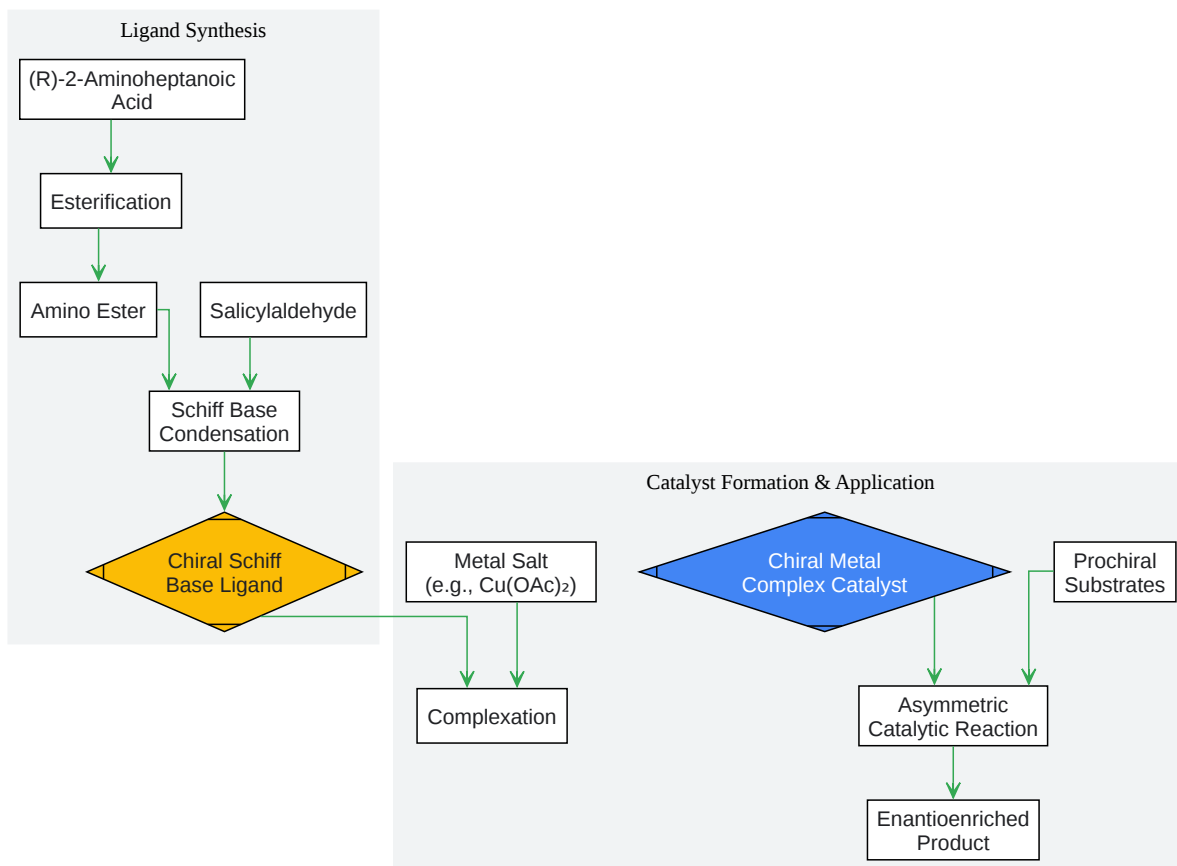 Ligand Synthesis
(R)-2-Aminoheptanoic
Acid
Esterification
Amino Ester
Salicylaldehyde
Schiff Base
Condensation
Chiral Schiff
Base Ligand
Catalyst Formation & Application
Metal Salt
(e.g., Cu(OAc)₂)
Chiral Metal
Complex Catalyst
Prochiral
Substrates
Complexation
Asymmetric
Catalytic Reaction
Enantioenriched
Product